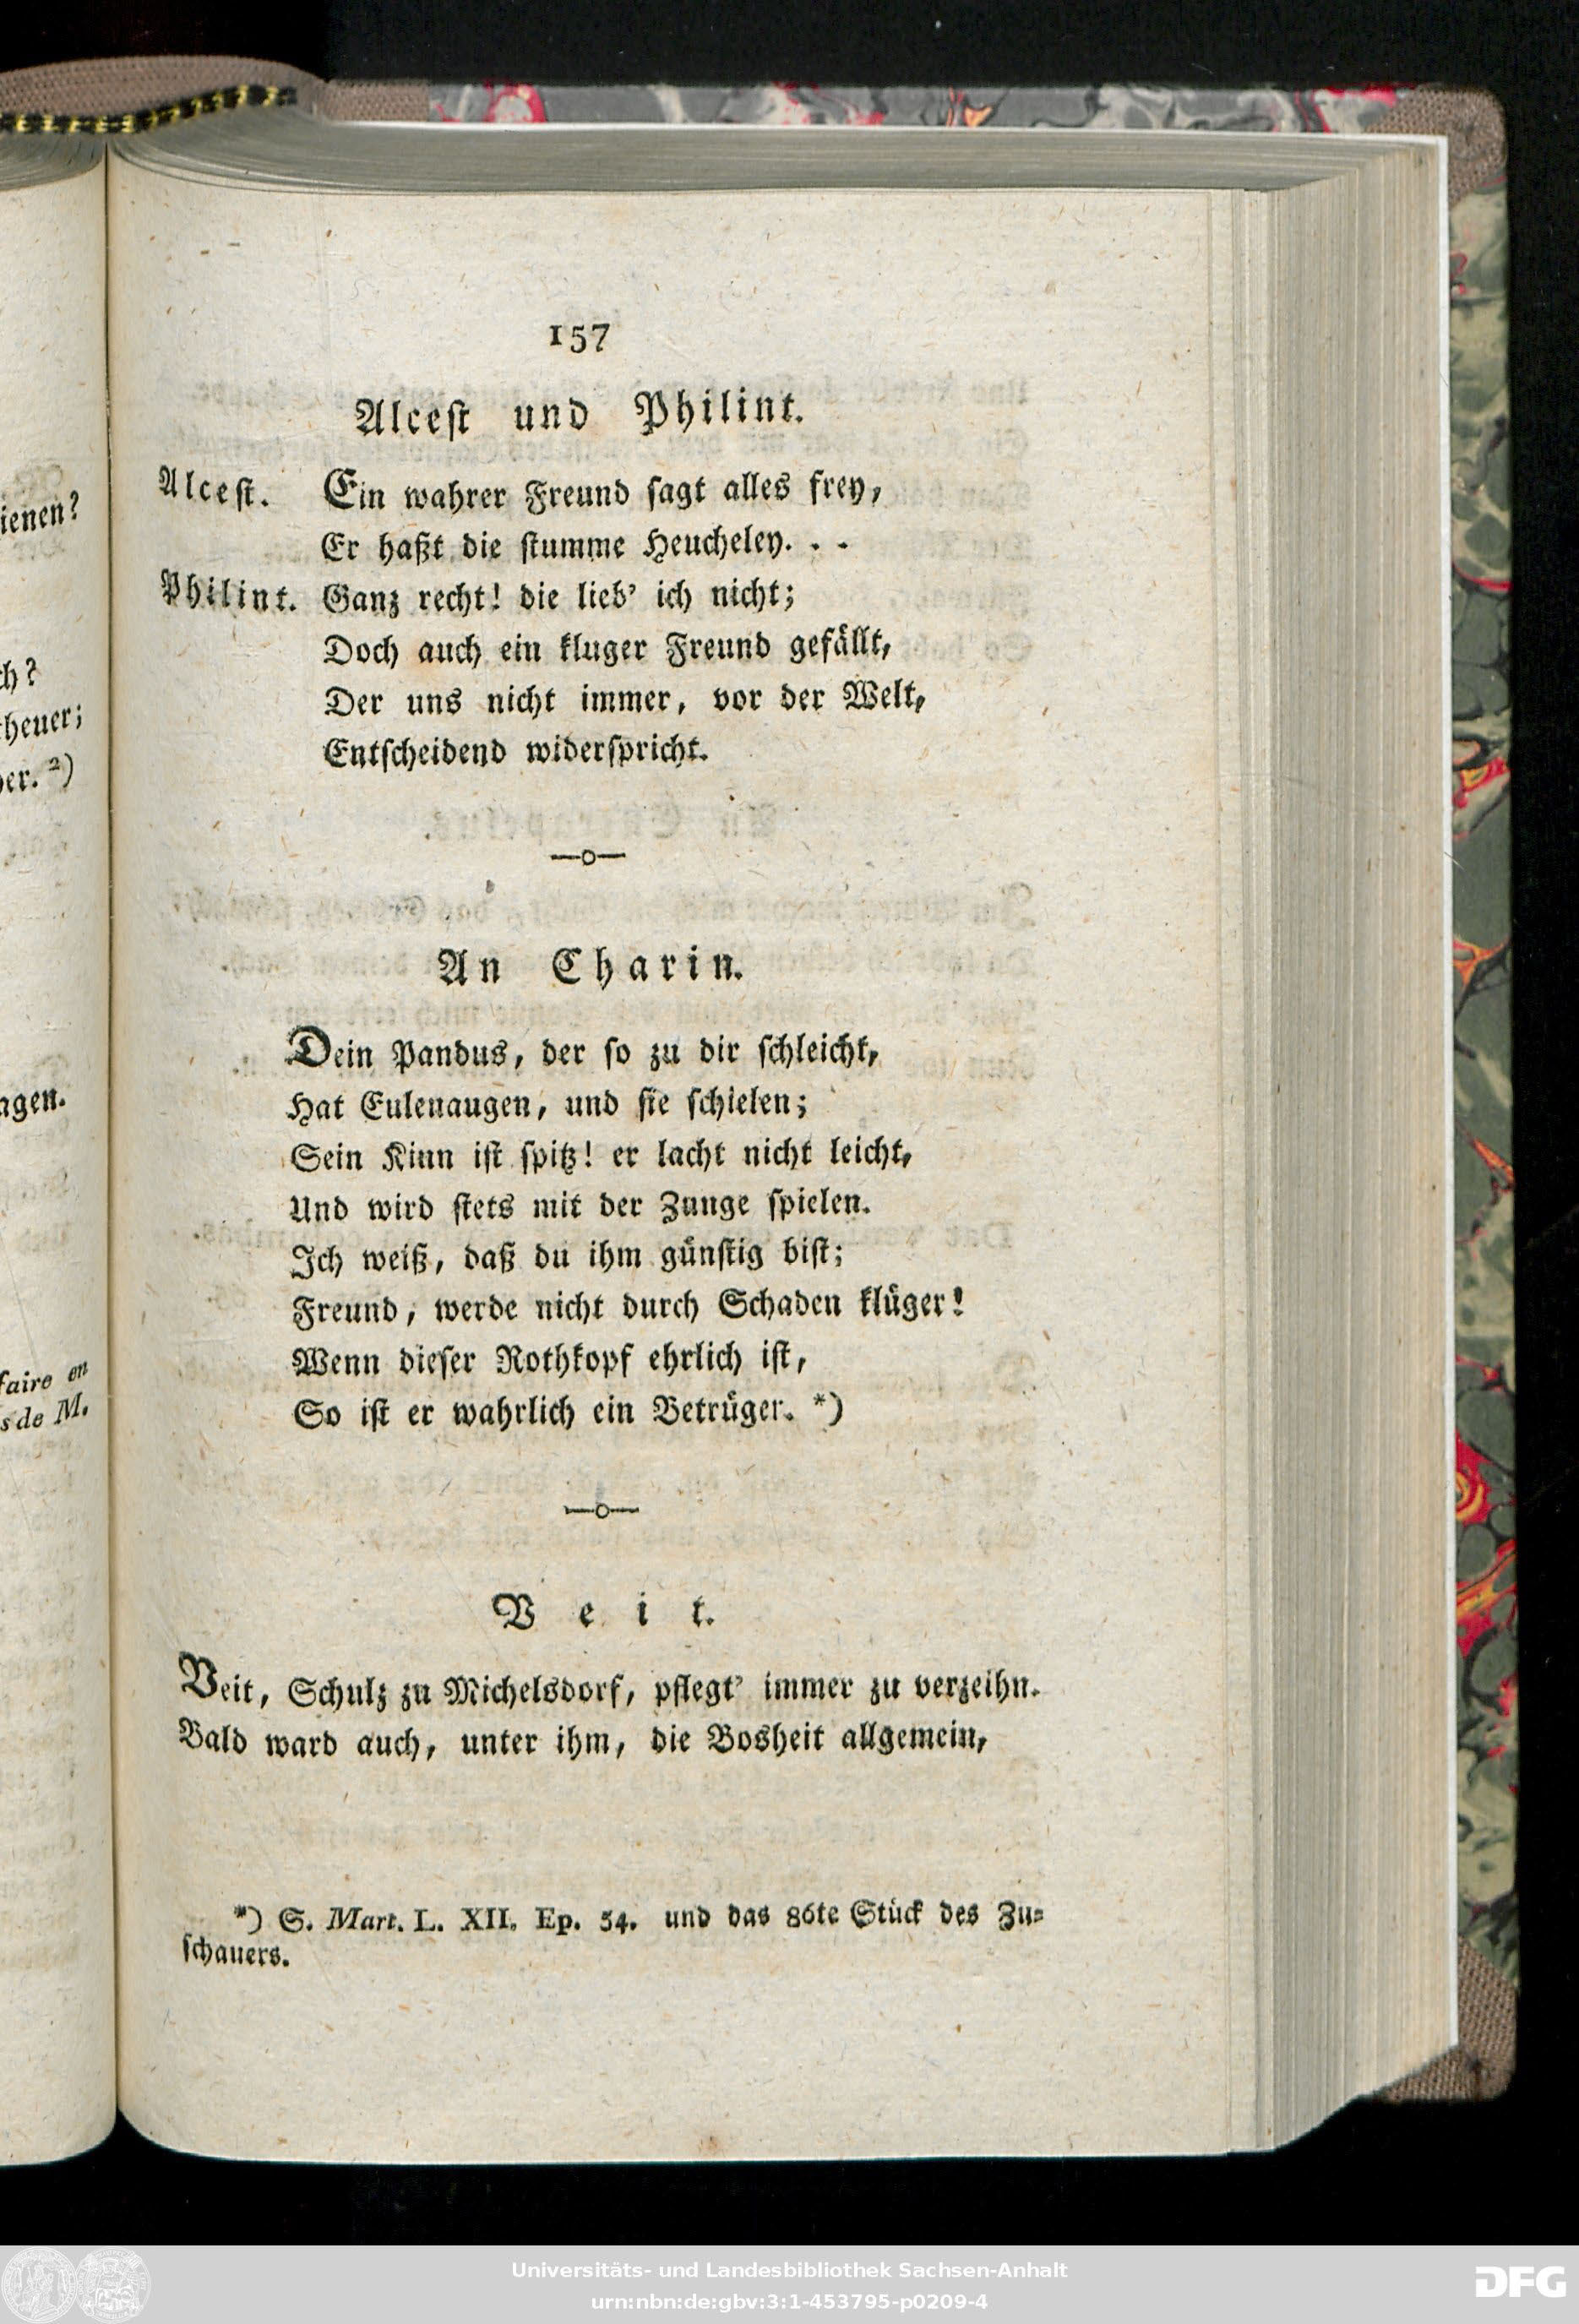 ienen?
ch?
theuer;
her. ²)
agen.
faire en
s de M.
157
Alceſt und Philint.
Alceſt. Ein wahrer Freund ſagt alles frey,
Er haßt die ſtumme Heucheley. . -
Philint. Ganz recht! die lieb' ich nicht;
Doch auch ein kluger Freund gefällt,
Der uns nicht immer, vor der Welt,
Entſcheidend widerſpricht.
An Charin.
Dein Pandus, der ſo zu dir ſchleicht,
Hat Eulenaugen, und ſie ſchielen;
Sein Kinn iſt ſpitz! er lacht nicht leicht,
Und wird ſtets mit der Zunge ſpielen.
Ich weiß, daß du ihm günſtig biſt;
Freund, werde nicht durch Schaden klüger!
Wenn dieſer Rothkopf ehrlich iſt,
So iſt er wahrlich ein Betrüger. *)
Veit.
Veit, Schulz zu Michelsdorf, pflegt' immer zu verzeihn.
Bald ward auch, unter ihm, die Bosheit allgemein,
*) S. Mart. L. XII. Ep. 54. und das 86te Stück des Zu-
ſchauers.
Universitäts- und Landesbibliothek Sachsen-Anhalt
urn:nbn:de:gbv:3:1-453795-p0209-4
DFG